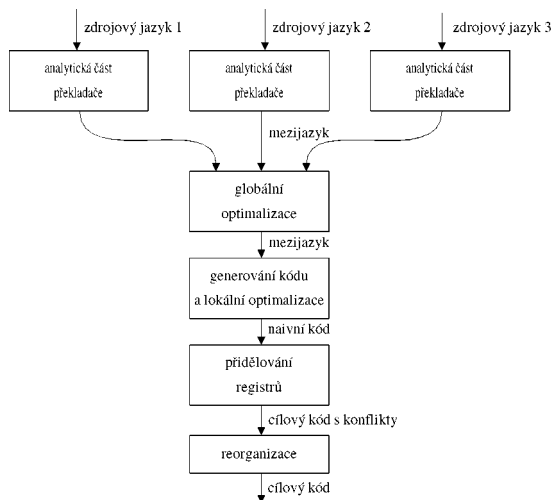 zdrojový jazyk 1
zdrojový jazyk 2
zdrojový jazyk 3
analytická část
překladače
analytická část
překladače
analytická část
překladače
mezijazyk
globální
optimalizace
mezijazyk
generování kódu
a lokální optimalizace
naivní kód
přidělování
registrů
cílový kód s konflikty
reorganizace
cílový kód